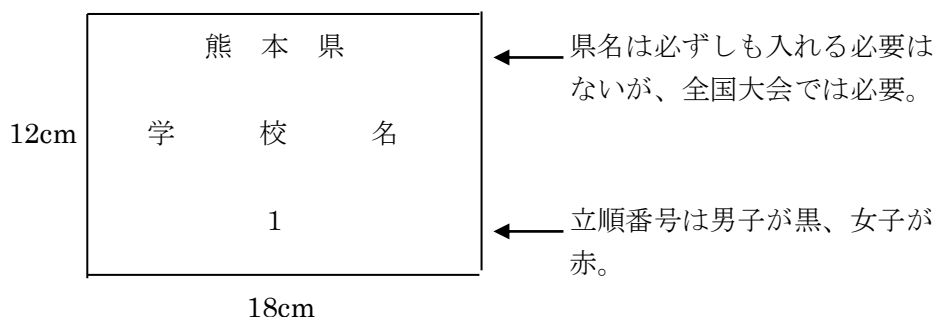 熊 本 県
県名は必ずしも入れる必要は
ないが、全国大会では必要。
12cm
学 校 名
1
立順番号は男子が黒、女子が
赤。
18cm